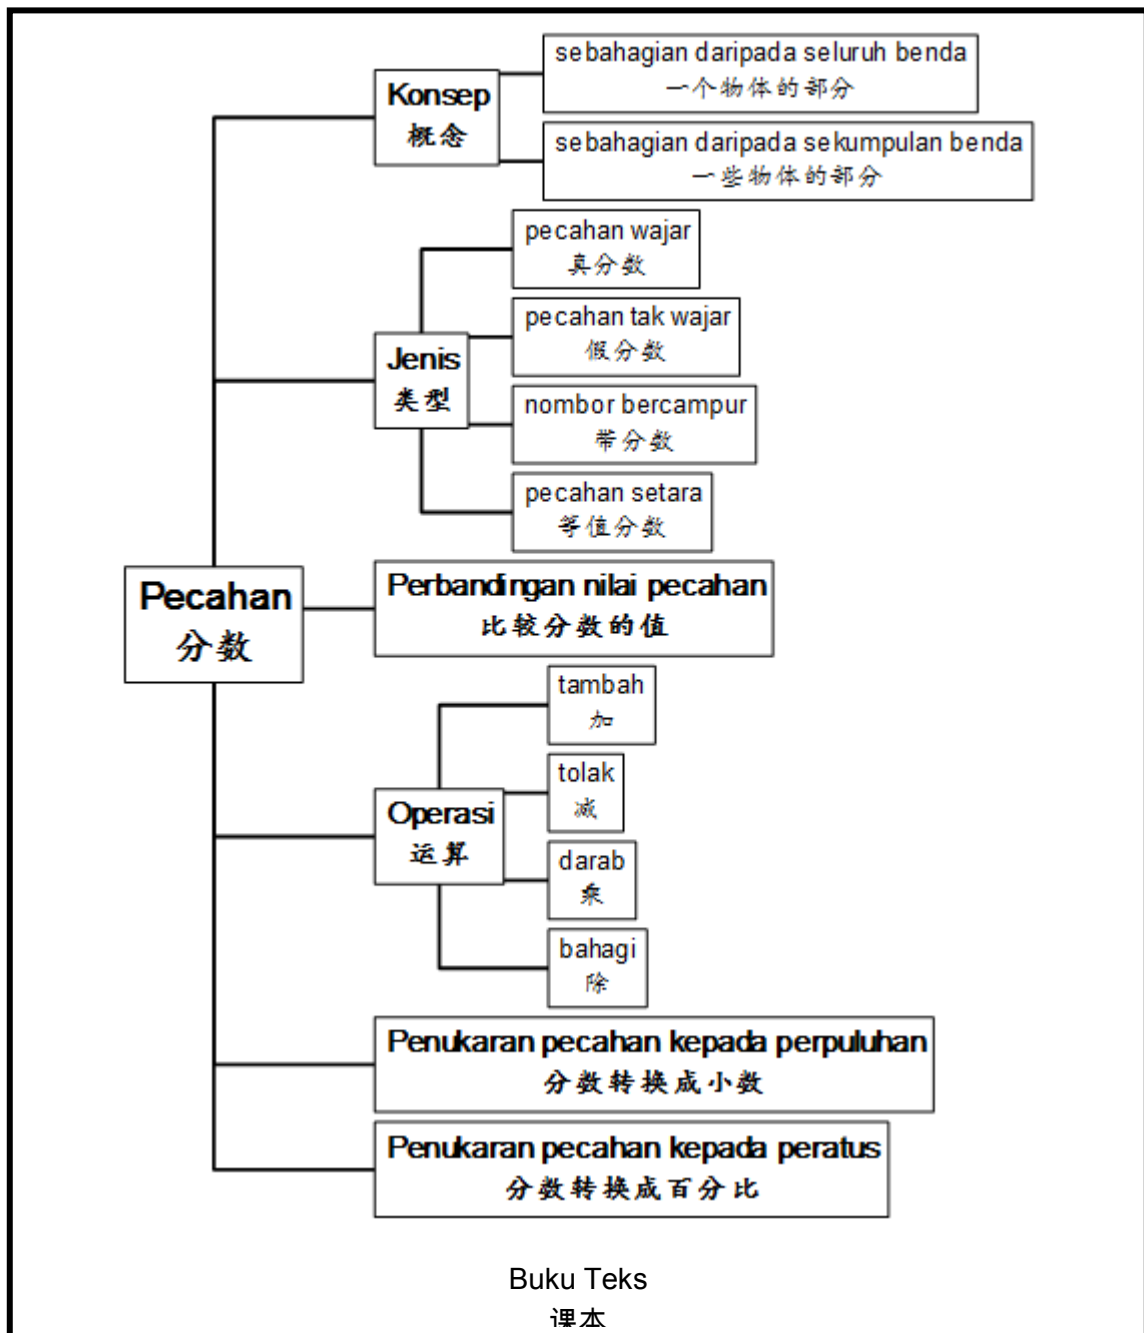 sebahagian daripada seluruh benda
一个物体的部分
Konsep
概念
sebahagian daripada sekumpulan benda
一些物体的部分
pecahan wajar
真分数
pecahan tak wajar
假分数
Jenis
类型
nombor bercampur
带分数
pecahan setara
等值分数
Pecahan
分数
Perbandingan nilai pecahan
比较分数的值
tambah
加
tolak
减
Operasi
运算
darab
乘
bahagi
除
Penukaran pecahan kepada perpuluhan
分数转换成小数
Penukaran pecahan kepada peratus
分数转换成百分比
Buku Teks
课本